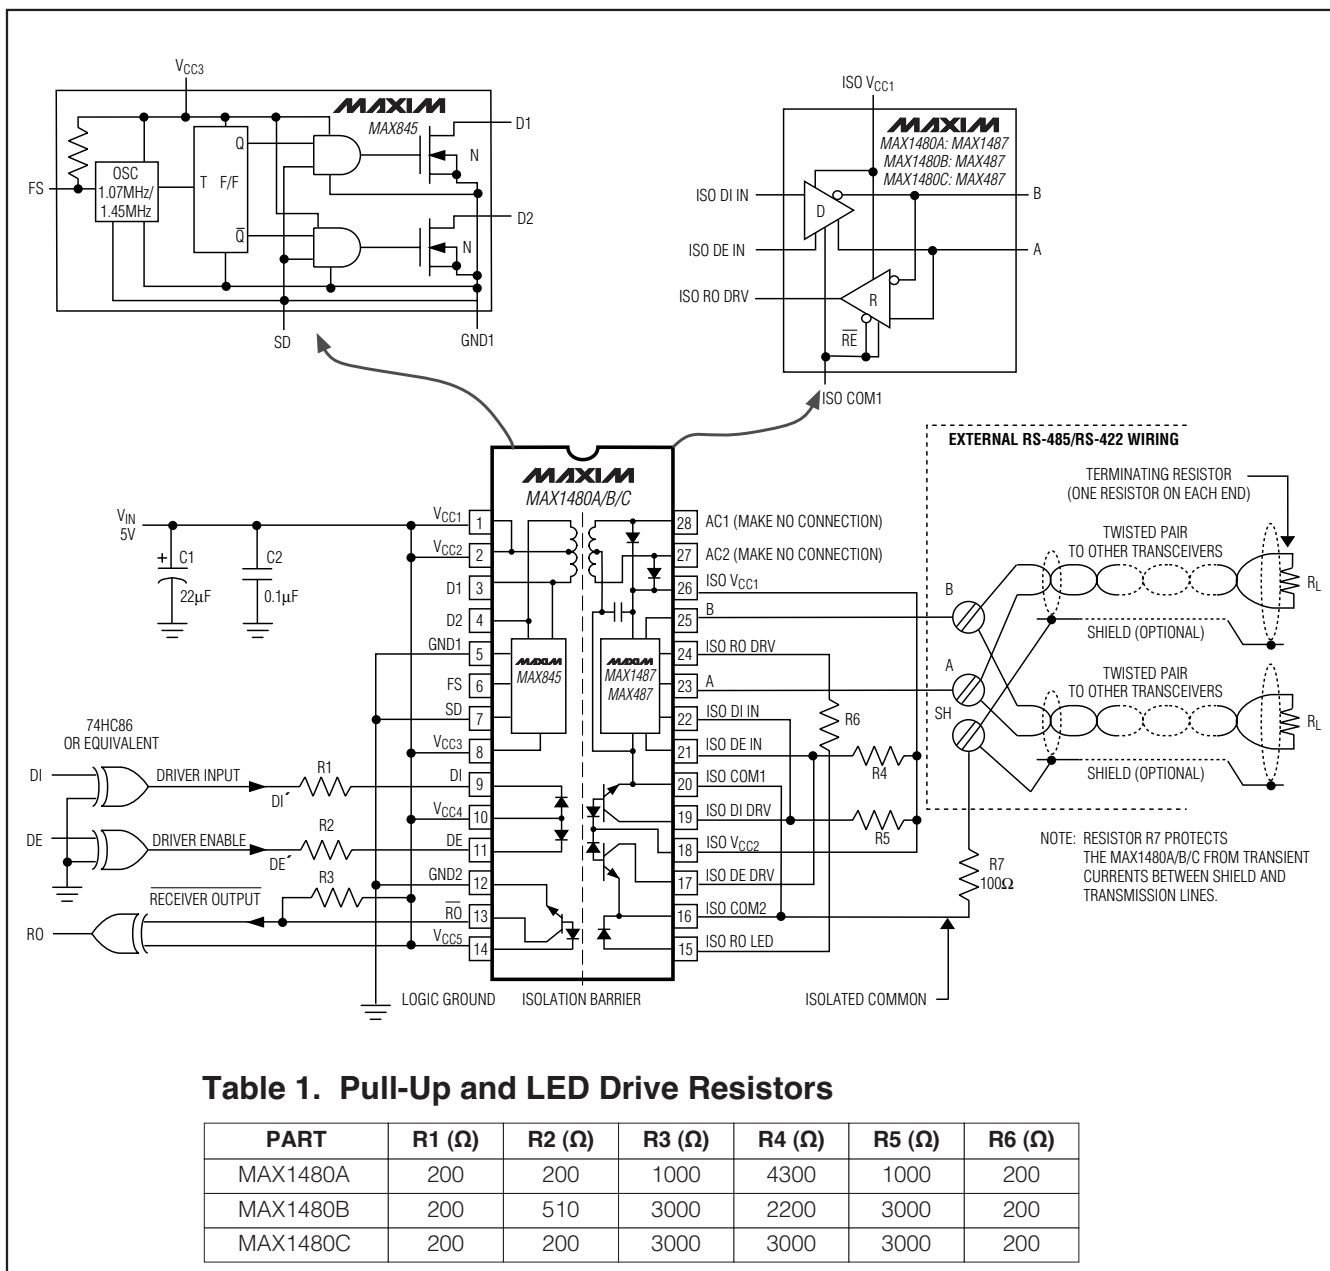 VCC3
MAXIM
MAX845
D1
Q
N
OSC
1.07MHz/
1.45MHz
T F/F
FS
D2
Q̅
N
SD
GND1
ISO VCC1
MAXIM
MAX1480A: MAX1487
MAX1480B: MAX487
MAX1480C: MAX487
ISO DI IN
B
D
ISO DE IN
A
ISO RO DRV
R
R̅E̅
ISO COM1
EXTERNAL RS-485/RS-422 WIRING
TERMINATING RESISTOR
(ONE RESISTOR ON EACH END)
MAXIM
MAX1480A/B/C
VIN
5V
+
C1
22µF
C2
0.1µF
VCC1
1
VCC2
2
D1
3
D2
4
GND1
5
FS
6
SD
7
VCC3
8
DI
9
VCC4
10
DE
11
GND2
12
R̅O̅
13
VCC5
14
MAXIM
MAX845
MAXIM
MAX1487
MAX487
28
AC1 (MAKE NO CONNECTION)
27
AC2 (MAKE NO CONNECTION)
26
ISO VCC1
25
B
24
ISO RO DRV
23
A
22
ISO DI IN
21
ISO DE IN
20
ISO COM1
19
ISO DI DRV
18
ISO VCC2
17
ISO DE DRV
16
ISO COM2
15
ISO RO LED
R6
R4
R5
B
A
SH
TWISTED PAIR
TO OTHER TRANSCEIVERS
RL
SHIELD (OPTIONAL)
TWISTED PAIR
TO OTHER TRANSCEIVERS
RL
SHIELD (OPTIONAL)
R7
100Ω
NOTE: RESISTOR R7 PROTECTS
THE MAX1480A/B/C FROM TRANSIENT
CURRENTS BETWEEN SHIELD AND
TRANSMISSION LINES.
74HC86
OR EQUIVALENT
DI
DRIVER INPUT
DI´
R1
DE
DRIVER ENABLE
DE´
R2
R̅E̅C̅E̅I̅V̅E̅R̅ O̅U̅T̅P̅U̅T̅
R3
RO
LOGIC GROUND
ISOLATION BARRIER
ISOLATED COMMON
Table 1. Pull-Up and LED Drive Resistors
PART R1 (Ω) R2 (Ω) R3 (Ω) R4 (Ω) R5 (Ω) R6 (Ω)
MAX1480A 200 200 1000 4300 1000 200
MAX1480B 200 510 3000 2200 3000 200
MAX1480C 200 200 3000 3000 3000 200